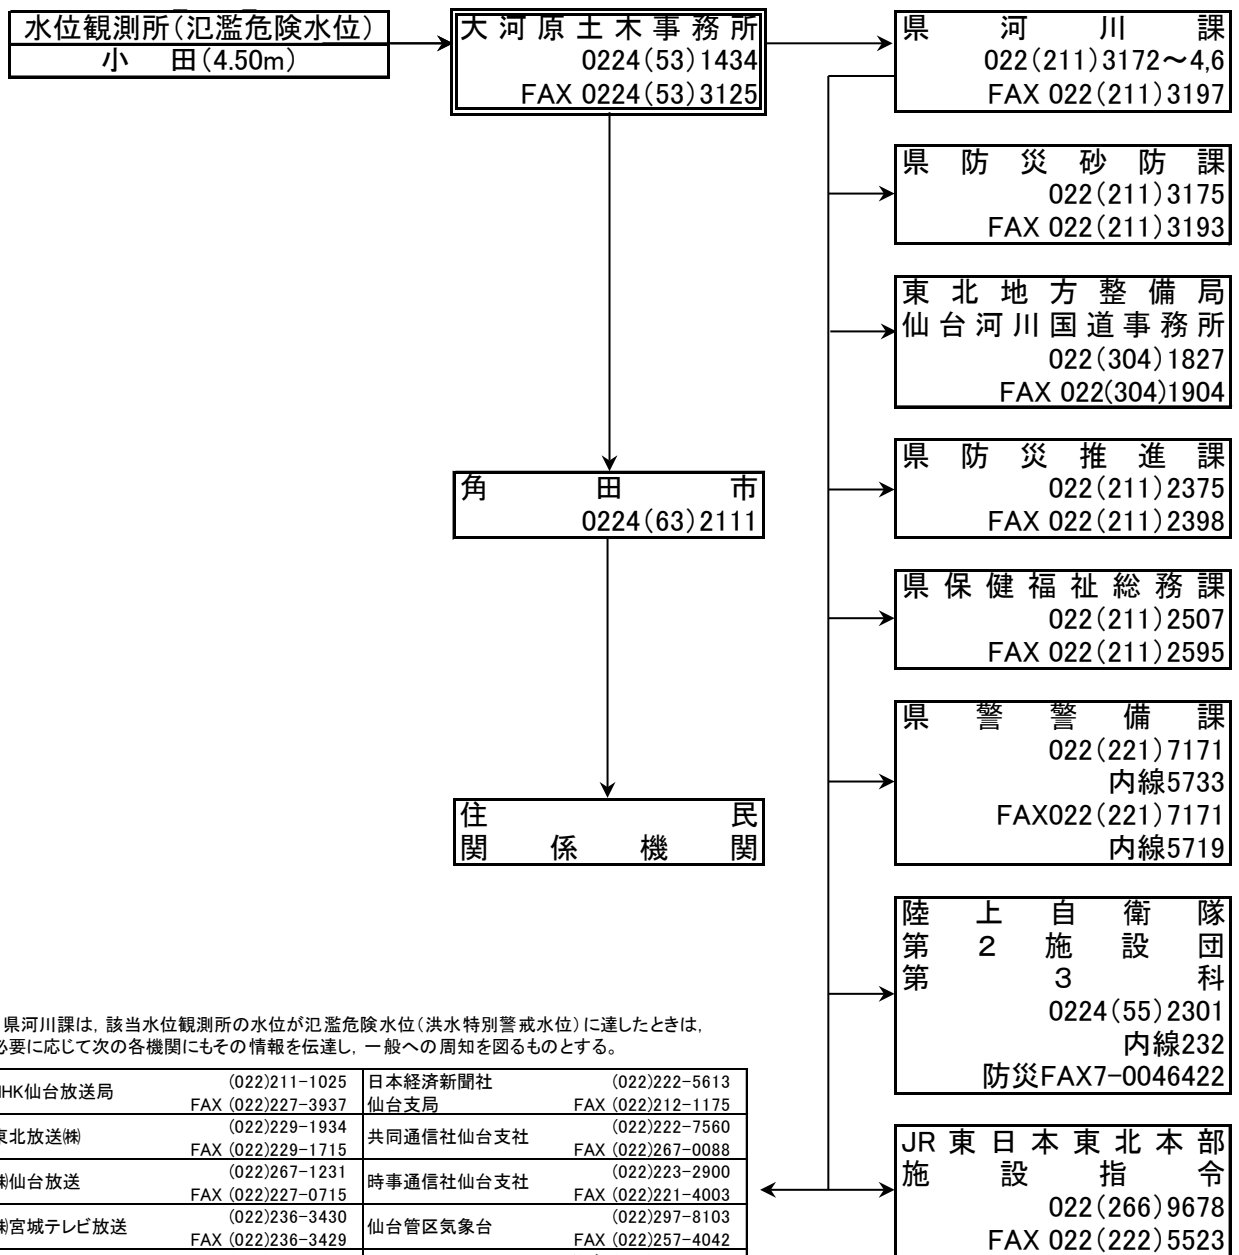 水位観測所(氾濫危険水位)
小 田(4.50m)
大河原土木事務所
0224(53)1434
FAX 0224(53)3125
県河川課
022(211)3172～4,6
FAX 022(211)3197
県防災砂防課
022(211)3175
FAX 022(211)3193
東北地方整備局
仙台河川国道事務所
022(304)1827
FAX 022(304)1904
角田市
0224(63)2111
県防災推進課
022(211)2375
FAX 022(211)2398
県保健福祉総務課
022(211)2507
FAX 022(211)2595
県警警備課
022(221)7171
内線5733
FAX022(221)7171
内線5719
住民
関係機関
陸上自衛隊
第2施設団
第3科
0224(55)2301
内線232
防災FAX7-0046422
JR東日本東北本部
施設指令
022(266)9678
FAX 022(222)5523
県河川課は，該当水位観測所の水位が氾濫危険水位(洪水特別警戒水位)に達したときは，
必要に応じて次の各機関にもその情報を伝達し，一般への周知を図るものとする。
NHK仙台放送局 (022)211-1025 FAX (022)227-3937
日本経済新聞社 仙台支局 (022)222-5613 FAX (022)212-1175
東北放送㈱ (022)229-1934 FAX (022)229-1715
共同通信社仙台支社 (022)222-7560 FAX (022)267-0088
㈱仙台放送 (022)267-1231 FAX (022)227-0715
時事通信社仙台支社 (022)223-2900 FAX (022)221-4003
㈱宮城テレビ放送 (022)236-3430 FAX (022)236-3429
仙台管区気象台 (022)297-8103 FAX (022)257-4042